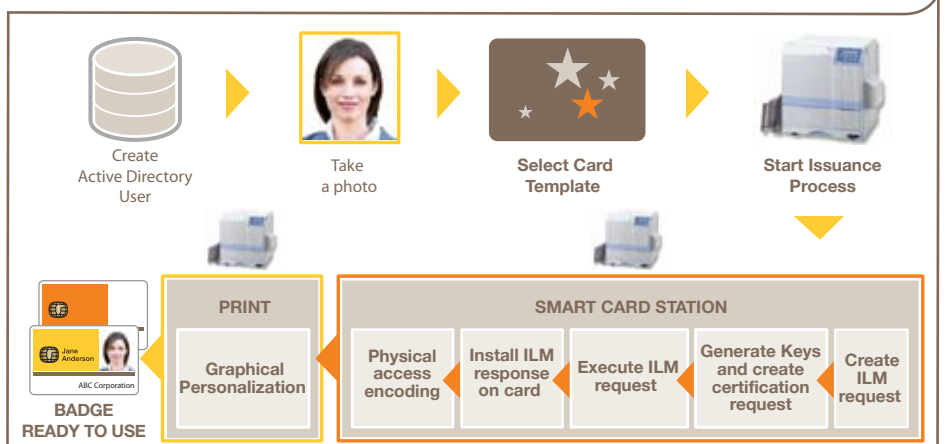 Create
Active Directory
User
Take
a photo
Select Card
Template
Start Issuance
Process
SMART CARD STATION
Create
ILM
request
Generate Keys
and create
certification
request
Execute ILM
request
Install ILM
response
on card
Physical
access
encoding
PRINT
Graphical
Personalization
Jane
Anderson
ABC Corporation
BADGE
READY TO USE